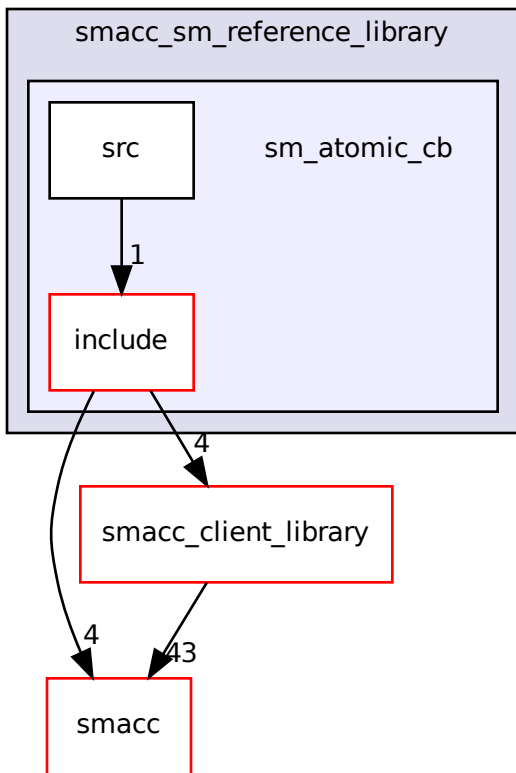 smacc_sm_reference_library
src
sm_atomic_cb
1
include
4
smacc_client_library
4
43
smacc